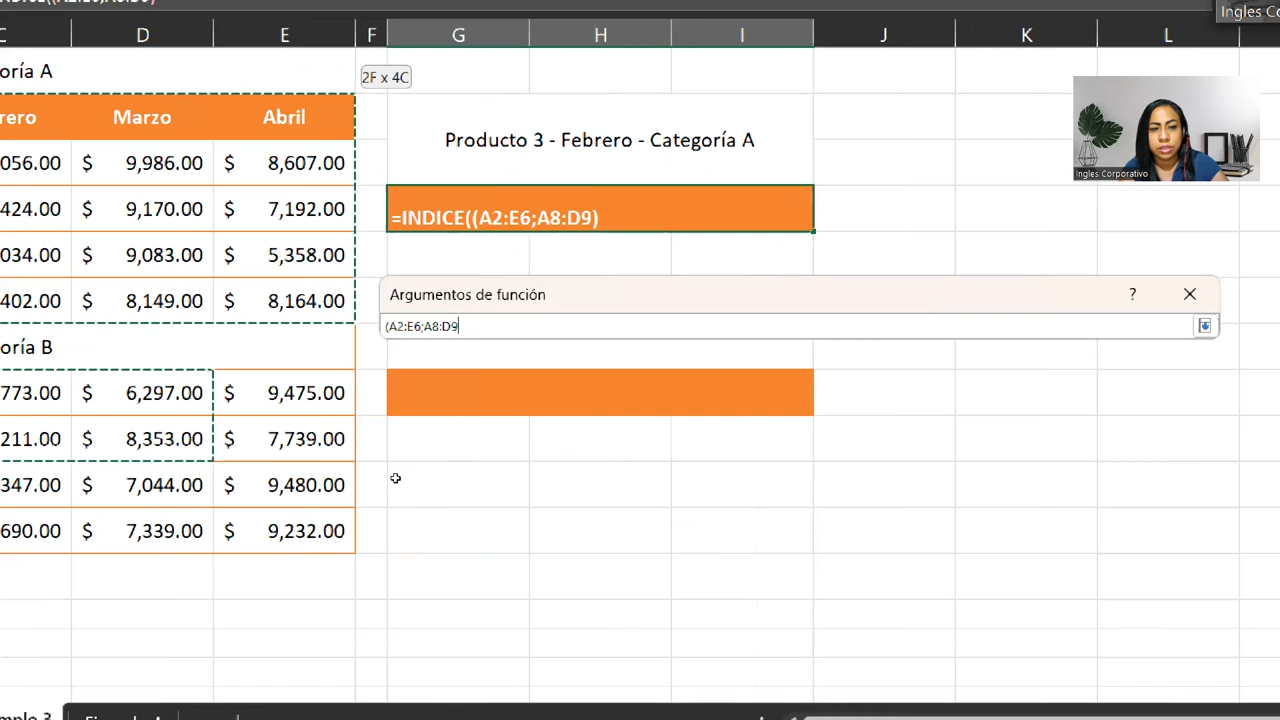 Ingles Co
C D E F G H I J K L
oría A
2F x 4C
rero Marzo Abril
Producto 3 - Febrero - Categoría A
056.00 $ 9,986.00 $ 8,607.00
Ingles Corporativo
424.00 $ 9,170.00 $ 7,192.00
=INDICE((A2:E6;A8:D9)
034.00 $ 9,083.00 $ 5,358.00
402.00 $ 8,149.00 $ 8,164.00
Argumentos de función ?
(A2:E6;A8:D9
oría B
773.00 $ 6,297.00 $ 9,475.00
211.00 $ 8,353.00 $ 7,739.00
347.00 $ 7,044.00 $ 9,480.00
690.00 $ 7,339.00 $ 9,232.00
mplo 3